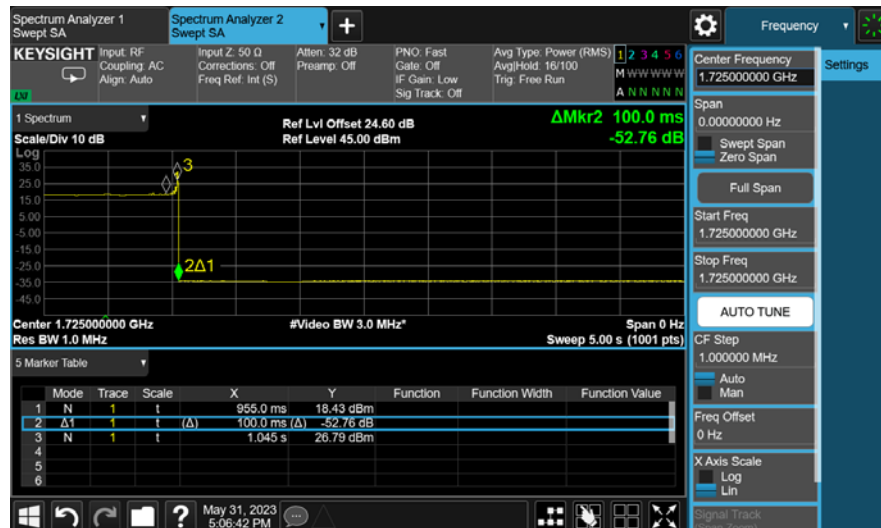 Spectrum Analyzer 1
Swept SA
Spectrum Analyzer 2
Swept SA
+
Frequency
KEYSIGHT
Input: RF
Coupling: AC
Align: Auto
Input Z: 50 Ω
Corrections: Off
Freq Ref: Int (S)
Atten: 32 dB
Preamp: Off
PNO: Fast
Gate: Off
IF Gain: Low
Sig Track: Off
Avg Type: Power (RMS)
Avg|Hold: 16/100
Trig: Free Run
1 2 3 4 5 6
M W W W W W
A N N N N N
LXI
1 Spectrum
Scale/Div 10 dB
Ref Lvl Offset 24.60 dB
Ref Level 45.00 dBm
ΔMkr2 100.0 ms
-52.76 dB
Log
35.0
25.0
15.0
5.00
-5.00
-15.0
-25.0
-35.0
-45.0
3
2Δ1
Center 1.725000000 GHz
Res BW 1.0 MHz
#Video BW 3.0 MHz*
Span 0 Hz
Sweep 5.00 s (1001 pts)
5 Marker Table
Mode Trace Scale X Y Function Function Width Function Value
1 N 1 t 955.0 ms 18.43 dBm
2 Δ1 1 t (Δ) 100.0 ms (Δ) -52.76 dB
3 N 1 t 1.045 s 26.79 dBm
4
5
6
?
May 31, 2023
5:06:42 PM
Center Frequency
1.725000000 GHz
Span
0.00000000 Hz
Swept Span
Zero Span
Full Span
Start Freq
1.725000000 GHz
Stop Freq
1.725000000 GHz
AUTO TUNE
CF Step
1.000000 MHz
Auto
Man
Freq Offset
0 Hz
X Axis Scale
Log
Lin
Signal Track
(Span Zoom)
Settings